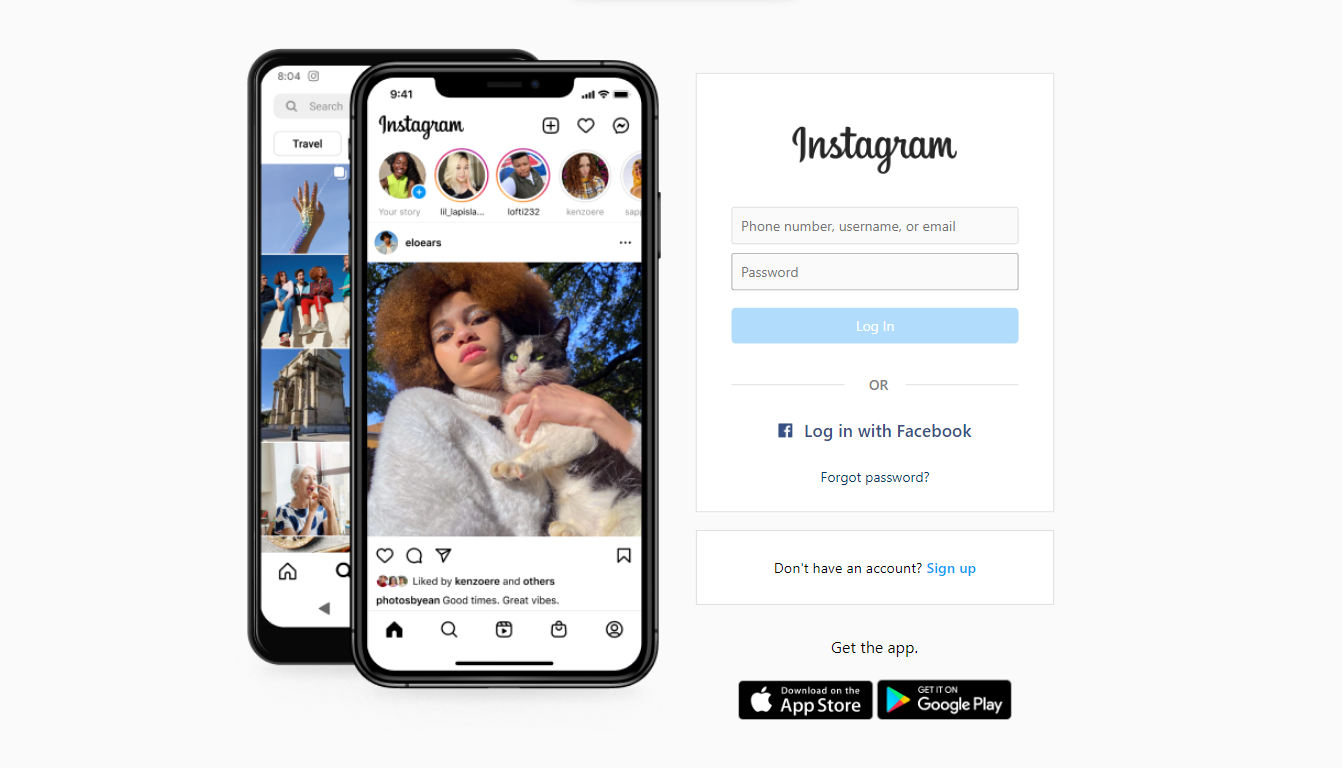 8:04
Search
Travel
9:41
Instagram
Your story
lil_lapisla...
lofti232
kenzoere
sap
eloears
Liked by kenzoere and others
photosbyean Good times. Great vibes.
Instagram
Phone number, username, or email
Password
Log In
OR
Log in with Facebook
Forgot password?
Don't have an account? Sign up
Get the app.
Download on the
App Store
GET IT ON
Google Play